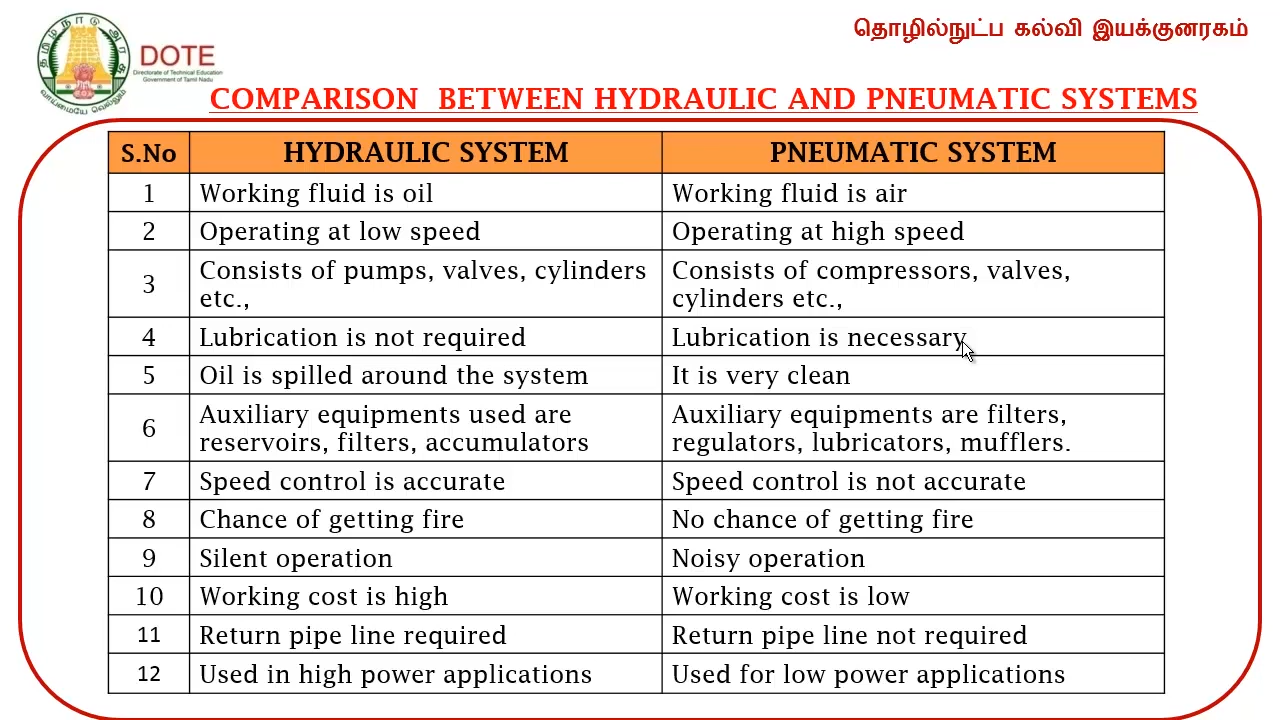 தொழில்நுட்ப கல்வி இயக்குனரகம்
DOTE
Directorate of Technical Education
Government of Tamil Nadu
COMPARISON BETWEEN HYDRAULIC AND PNEUMATIC SYSTEMS
S.No HYDRAULIC SYSTEM PNEUMATIC SYSTEM
1 Working fluid is oil Working fluid is air
2 Operating at low speed Operating at high speed
3 Consists of pumps, valves, cylinders Consists of compressors, valves,
etc., cylinders etc.,
4 Lubrication is not required Lubrication is necessary
5 Oil is spilled around the system It is very clean
6 Auxiliary equipments used are Auxiliary equipments are filters,
reservoirs, filters, accumulators regulators, lubricators, mufflers.
7 Speed control is accurate Speed control is not accurate
8 Chance of getting fire No chance of getting fire
9 Silent operation Noisy operation
10 Working cost is high Working cost is low
11 Return pipe line required Return pipe line not required
12 Used in high power applications Used for low power applications